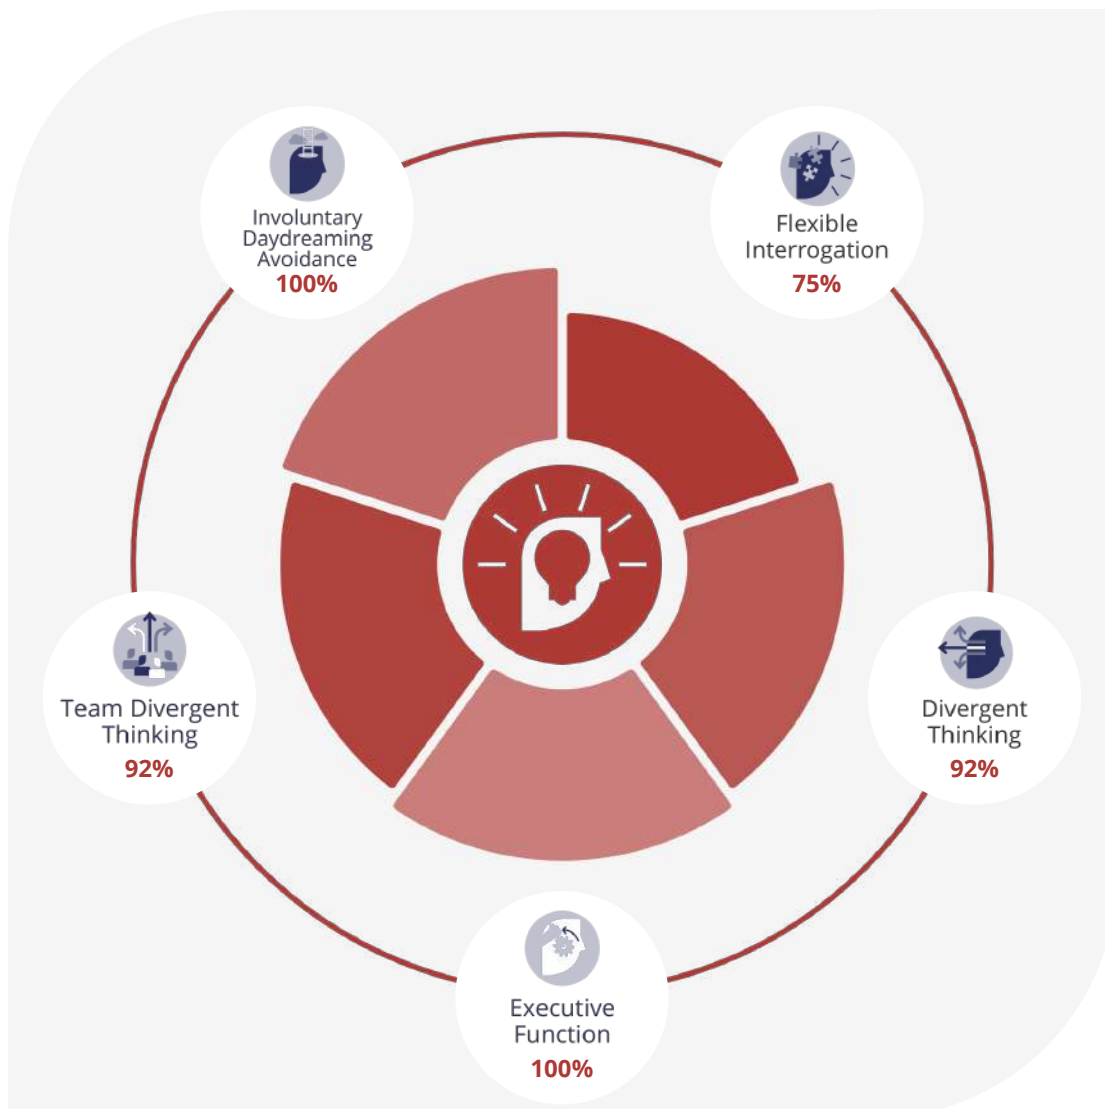 Involuntary
Daydreaming
Avoidance
100%
Flexible
Interrogation
75%
Team Divergent
Thinking
92%
Divergent
Thinking
92%
Executive
Function
100%